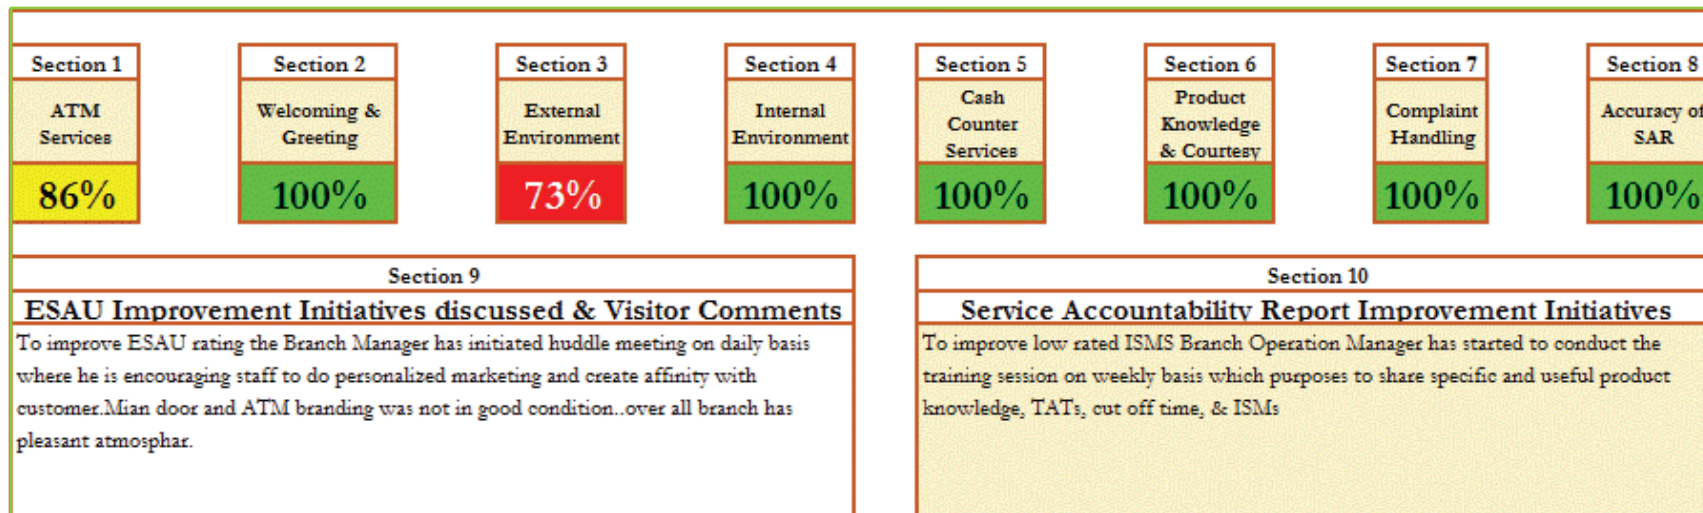 Section 1
ATM
Services
86%
Section 2
Welcoming &
Greeting
100%
Section 3
External
Environment
73%
Section 4
Internal
Environment
100%
Section 5
Cash
Counter
Services
100%
Section 6
Product
Knowledge
& Courtesy
100%
Section 7
Complaint
Handling
100%
Section 8
Accuracy of
SAR
100%
Section 9
ESAU Improvement Initiatives discussed & Visitor Comments
To improve ESAU rating the Branch Manager has initiated huddle meeting on daily basis
where he is encouraging staff to do personalized marketing and create affinity with
customer.Mian door and ATM branding was not in good condition..over all branch has
pleasant atmosphar.
Section 10
Service Accountability Report Improvement Initiatives
To improve low rated ISMS Branch Operation Manager has started to conduct the
training session on weekly basis which purposes to share specific and useful product
knowledge, TATs, cut off time, & ISMs